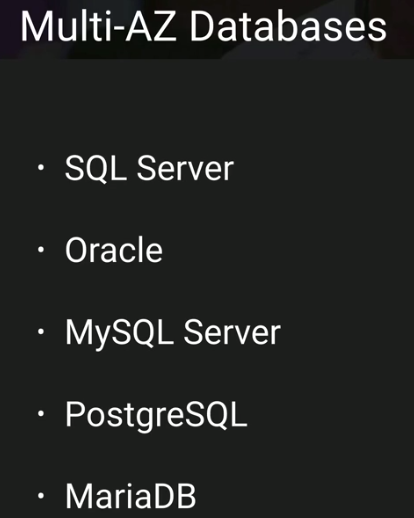 Multi-AZ Databases
• SQL Server
• Oracle
• MySQL Server
• PostgreSQL
• MariaDB